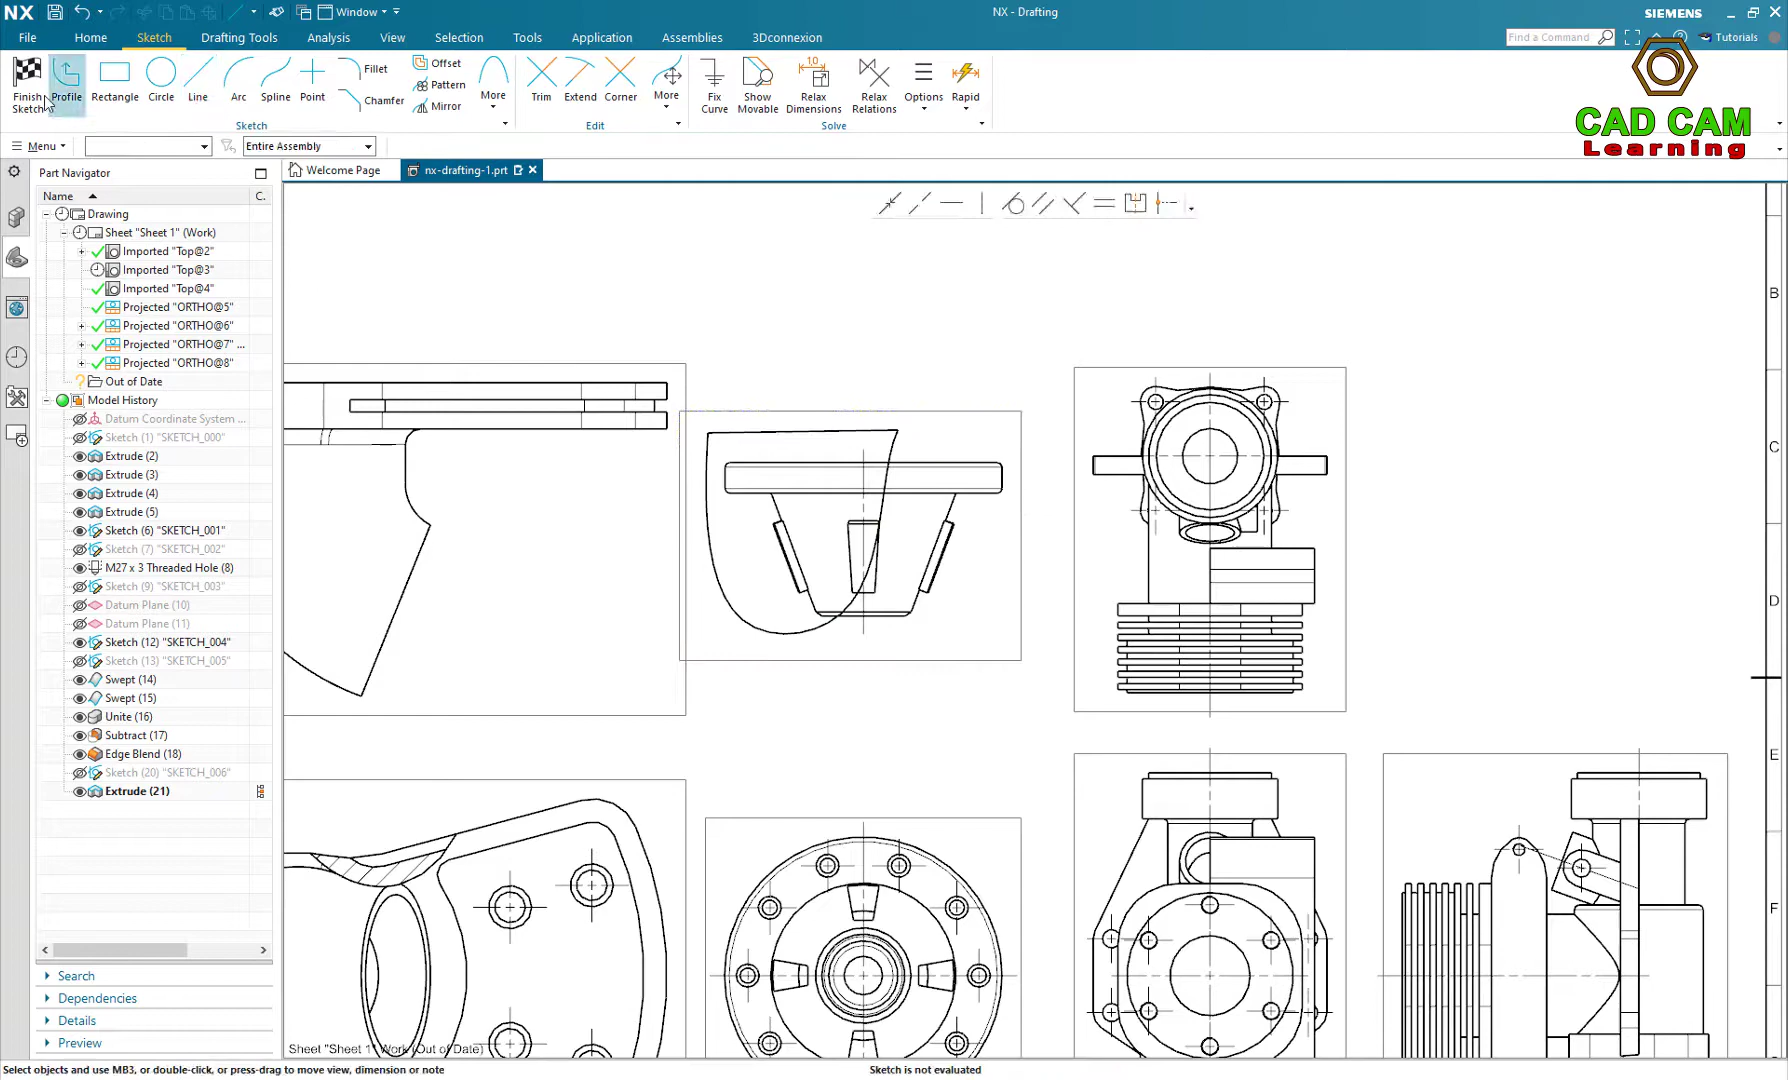 NX
Window
NX - Drafting
SIEMENS
File
Home
Sketch
Drafting Tools
Analysis
View
Selection
Tools
Application
Assemblies
3Dconnexion
Find a Command
Tutorials
Finish
Sketch
Profile
Rectangle
Circle
Line
Arc
Spline
Point
Fillet
Chamfer
Offset
Pattern
Mirror
More
Trim
Extend
Corner
More
Fix
Curve
Show
Movable
10
Relax
Dimensions
Relax
Relations
Options
Rapid
Sketch
Edit
Solve
CAD CAM
Learning
Menu
Entire Assembly
Part Navigator
Welcome Page
nx-drafting-1.prt
Name
C.
Drawing
Sheet "Sheet 1" (Work)
Imported "Top@2"
Imported "Top@3"
Imported "Top@4"
Projected "ORTHO@5"
Projected "ORTHO@6"
Projected "ORTHO@7" ...
Projected "ORTHO@8"
Out of Date
Model History
Datum Coordinate System ...
Sketch (1) "SKETCH_000"
Extrude (2)
Extrude (3)
Extrude (4)
Extrude (5)
Sketch (6) "SKETCH_001"
Sketch (7) "SKETCH_002"
M27 x 3 Threaded Hole (8)
Sketch (9) "SKETCH_003"
Datum Plane (10)
Datum Plane (11)
Sketch (12) "SKETCH_004"
Sketch (13) "SKETCH_005"
Swept (14)
Swept (15)
Unite (16)
Subtract (17)
Edge Blend (18)
Sketch (20) "SKETCH_006"
Extrude (21)
Search
Dependencies
Details
Preview
B
C
D
E
F
Sheet "Sheet 1" Work (Out of Date)
Select objects and use MB3, or double-click, or press-drag to move view, dimension or note
Sketch is not evaluated